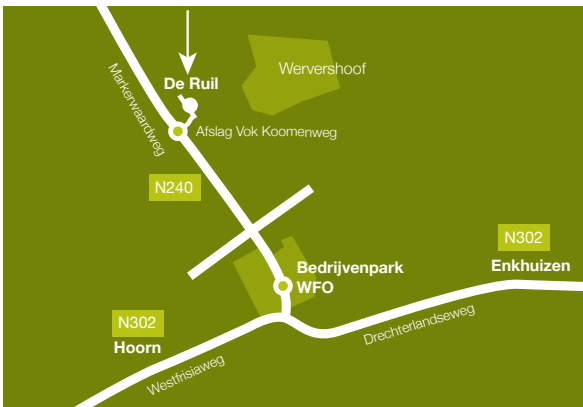 Wervershoof
De Ruil
Markerwaardweg
Afslag Vok Koomenweg
N240
N302
Enkhuizen
Bedrijvenpark
WFO
N302
Hoorn
Drechterlandseweg
Westfrisiaweg